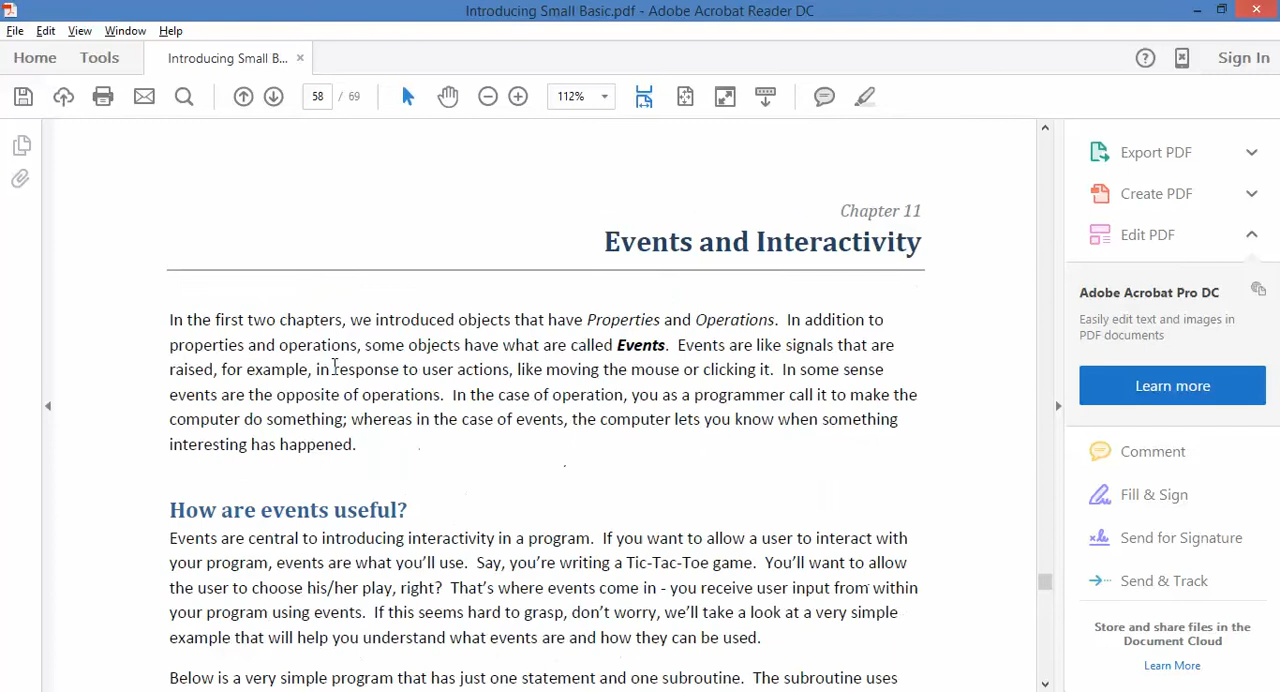 Introducing Small Basic.pdf - Adobe Acrobat Reader DC
File Edit View Window Help
Home Tools Introducing Small B... × Sign In
58 / 69 112%
Export PDF
Create PDF
Edit PDF
Adobe Acrobat Pro DC
Easily edit text and images in
PDF documents
Learn more
Comment
Fill & Sign
Send for Signature
Send & Track
Store and share files in the
Document Cloud
Learn More
Chapter 11
Events and Interactivity
In the first two chapters, we introduced objects that have Properties and Operations. In addition to
properties and operations, some objects have what are called Events. Events are like signals that are
raised, for example, in response to user actions, like moving the mouse or clicking it. In some sense
events are the opposite of operations. In the case of operation, you as a programmer call it to make the
computer do something; whereas in the case of events, the computer lets you know when something
interesting has happened.
How are events useful?
Events are central to introducing interactivity in a program. If you want to allow a user to interact with
your program, events are what you'll use. Say, you're writing a Tic-Tac-Toe game. You'll want to allow
the user to choose his/her play, right? That's where events come in - you receive user input from within
your program using events. If this seems hard to grasp, don't worry, we'll take a look at a very simple
example that will help you understand what events are and how they can be used.
Below is a very simple program that has just one statement and one subroutine. The subroutine uses